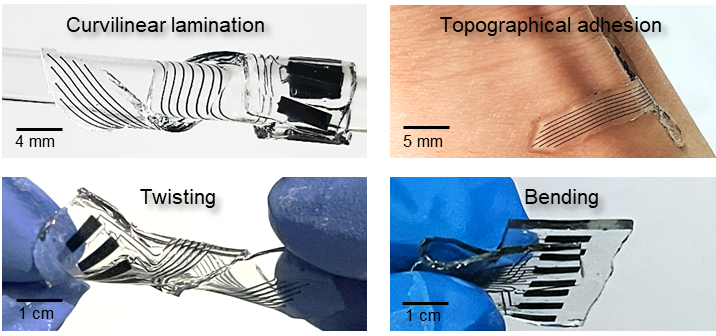 Curvilinear lamination
4 mm
Topographical adhesion
5 mm
Twisting
1 cm
Bending
1 cm